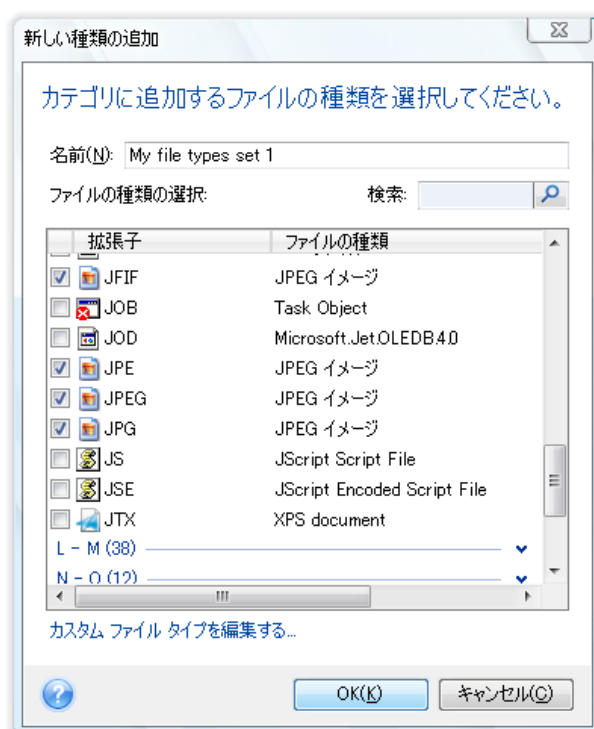 新しい種類の追加
カテゴリに追加するファイルの種類を選択してください。
名前(N): My file types set 1
ファイルの種類の選択: 検索:
拡張子 ファイルの種類
JFIF JPEG イメージ
JOB Task Object
JOD Microsoft.Jet.OLEDB.4.0
JPE JPEG イメージ
JPEG JPEG イメージ
JPG JPEG イメージ
JS JScript Script File
JSE JScript Encoded Script File
JTX XPS document
L - M (38)
N - O (12)
カスタム ファイル タイプを編集する...
OK(K) キャンセル(C)